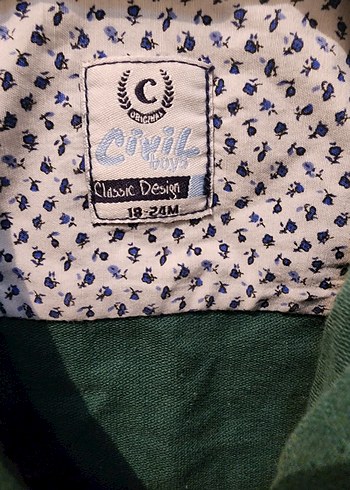 C
ORIGINAL
Civil
boys
Classic Design
18-24M